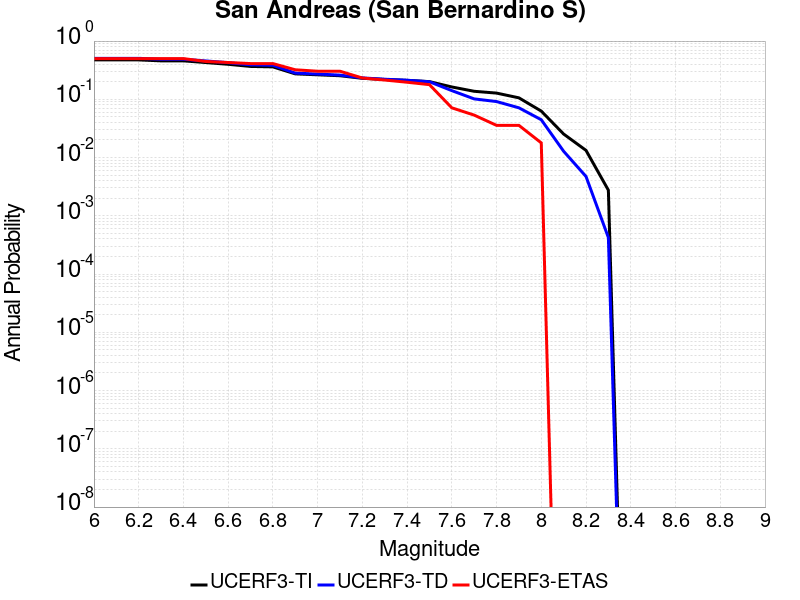 San Andreas (San Bernardino S)
10^0
10^-1
10^-2
10^-3
10^-4
10^-5
10^-6
10^-7
10^-8
Annual Probability
6 6.2 6.4 6.6 6.8 7 7.2 7.4 7.6 7.8 8 8.2 8.4 8.6 8.8 9
Magnitude
UCERF3-TI UCERF3-TD UCERF3-ETAS